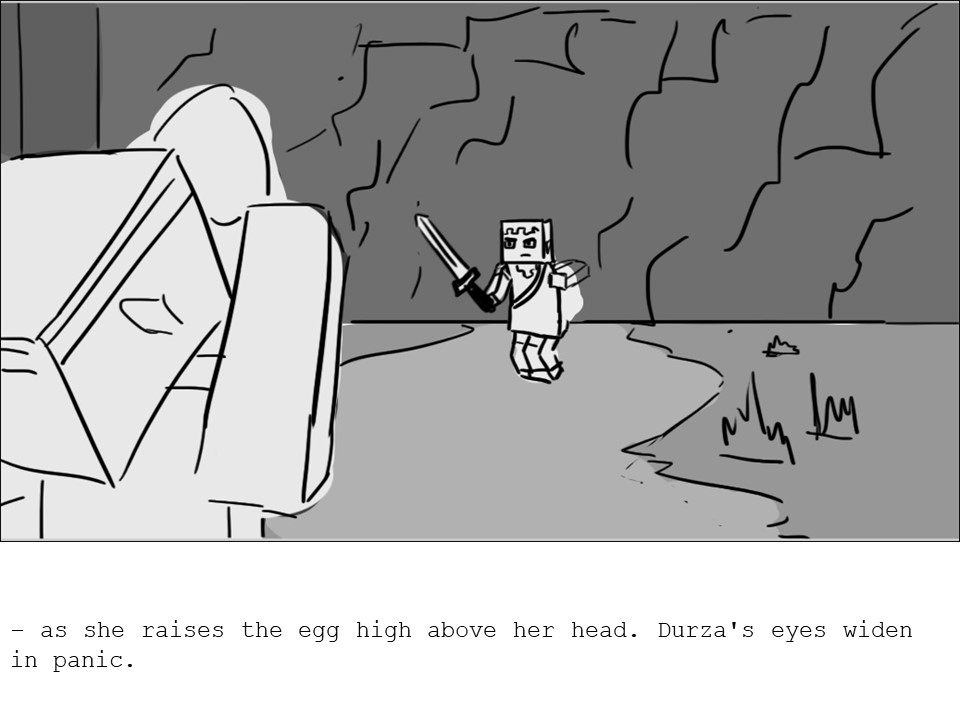 – as she raises the egg high above her head. Durza's eyes widen
in panic.